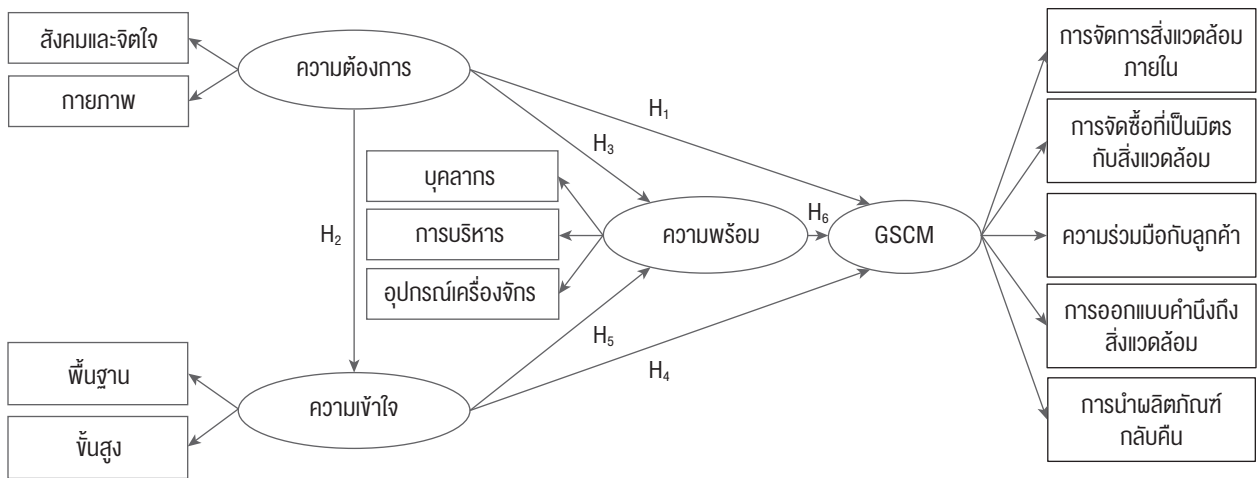 สังคมและจิตใจ
กายภาพ
ความต้องการ
H₁
H₃
H₂
บุคลากร
การบริหาร
อุปกรณ์เครื่องจักร
ความพร้อม
H₆
GSCM
H₅
H₄
พื้นฐาน
ขั้นสูง
ความเข้าใจ
การจัดการสิ่งแวดล้อม
ภายใน
การจัดซื้อที่เป็นมิตร
กับสิ่งแวดล้อม
ความร่วมมือกับลูกค้า
การออกแบบคำนึงถึง
สิ่งแวดล้อม
การนำผลิตภัณฑ์
กลับคืน